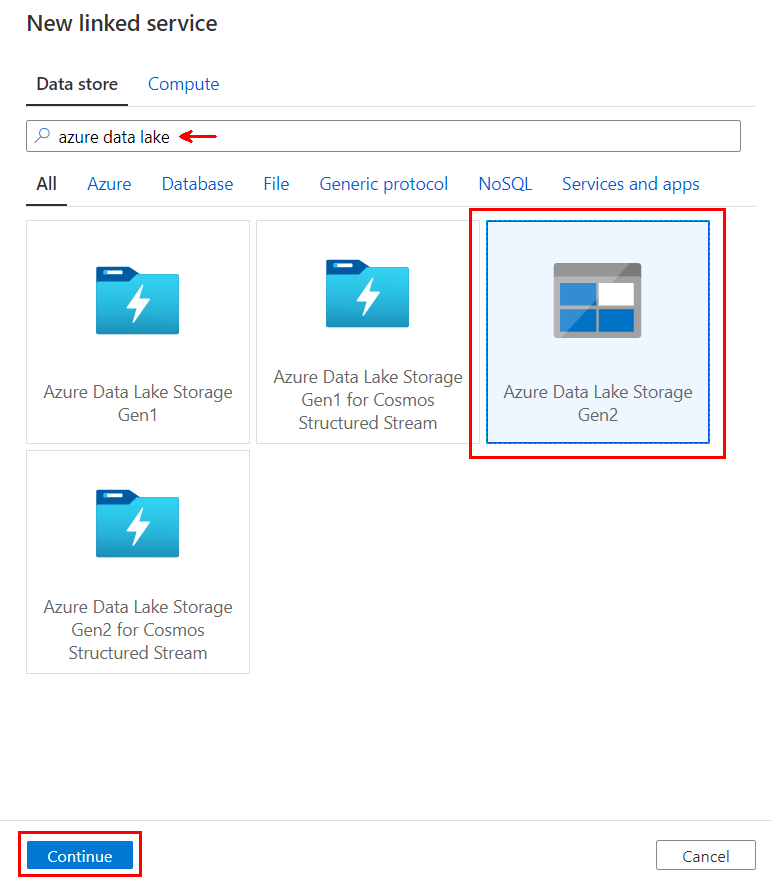 New linked service
Data store
Compute
azure data lake
All
Azure
Database
File
Generic protocol
NoSQL
Services and apps
Azure Data Lake Storage
Gen1
Azure Data Lake Storage
Gen1 for Cosmos
Structured Stream
Azure Data Lake Storage
Gen2
Azure Data Lake Storage
Gen2 for Cosmos
Structured Stream
Continue
Cancel